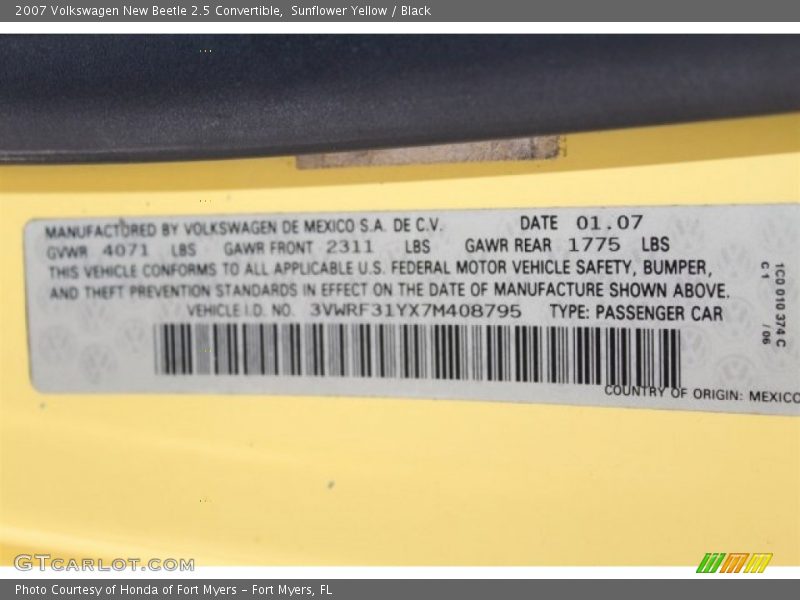 2007 Volkswagen New Beetle 2.5 Convertible, Sunflower Yellow / Black
MANUFACTURED BY VOLKSWAGEN DE MEXICO S.A. DE C.V. DATE 01.07
GVWR 4071 LBS GAWR FRONT 2311 LBS GAWR REAR 1775 LBS
THIS VEHICLE CONFORMS TO ALL APPLICABLE U.S. FEDERAL MOTOR VEHICLE SAFETY, BUMPER,
AND THEFT PREVENTION STANDARDS IN EFFECT ON THE DATE OF MANUFACTURE SHOWN ABOVE.
VEHICLE I.D. NO. 3VWRF31YX7M408795 TYPE: PASSENGER CAR
COUNTRY OF ORIGIN: MEXICO
1C0 010 374 C
C 1 /06
GTCARLOT.COM
Photo Courtesy of Honda of Fort Myers – Fort Myers, FL